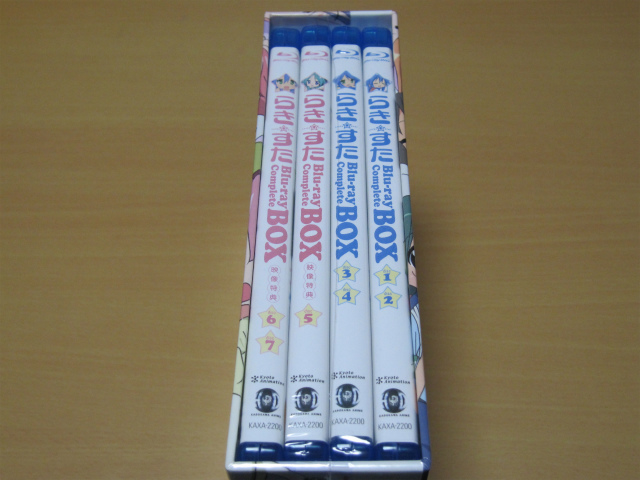 らき☆すた
Blu-ray
Complete
BOX
映像特典
6
7
Kyoto
Animation
KADOKAWA
KAXA-2200
らき☆すた
Blu-ray
Complete
BOX
映像特典
5
Kyoto
Animation
KAXA-2200
らき☆すた
Blu-ray
Complete
BOX
3
4
Kyoto
Animation
KAXA-2200
らき☆すた
Blu-ray
Complete
BOX
1
2
Kyoto
Animation
KAXA-2200